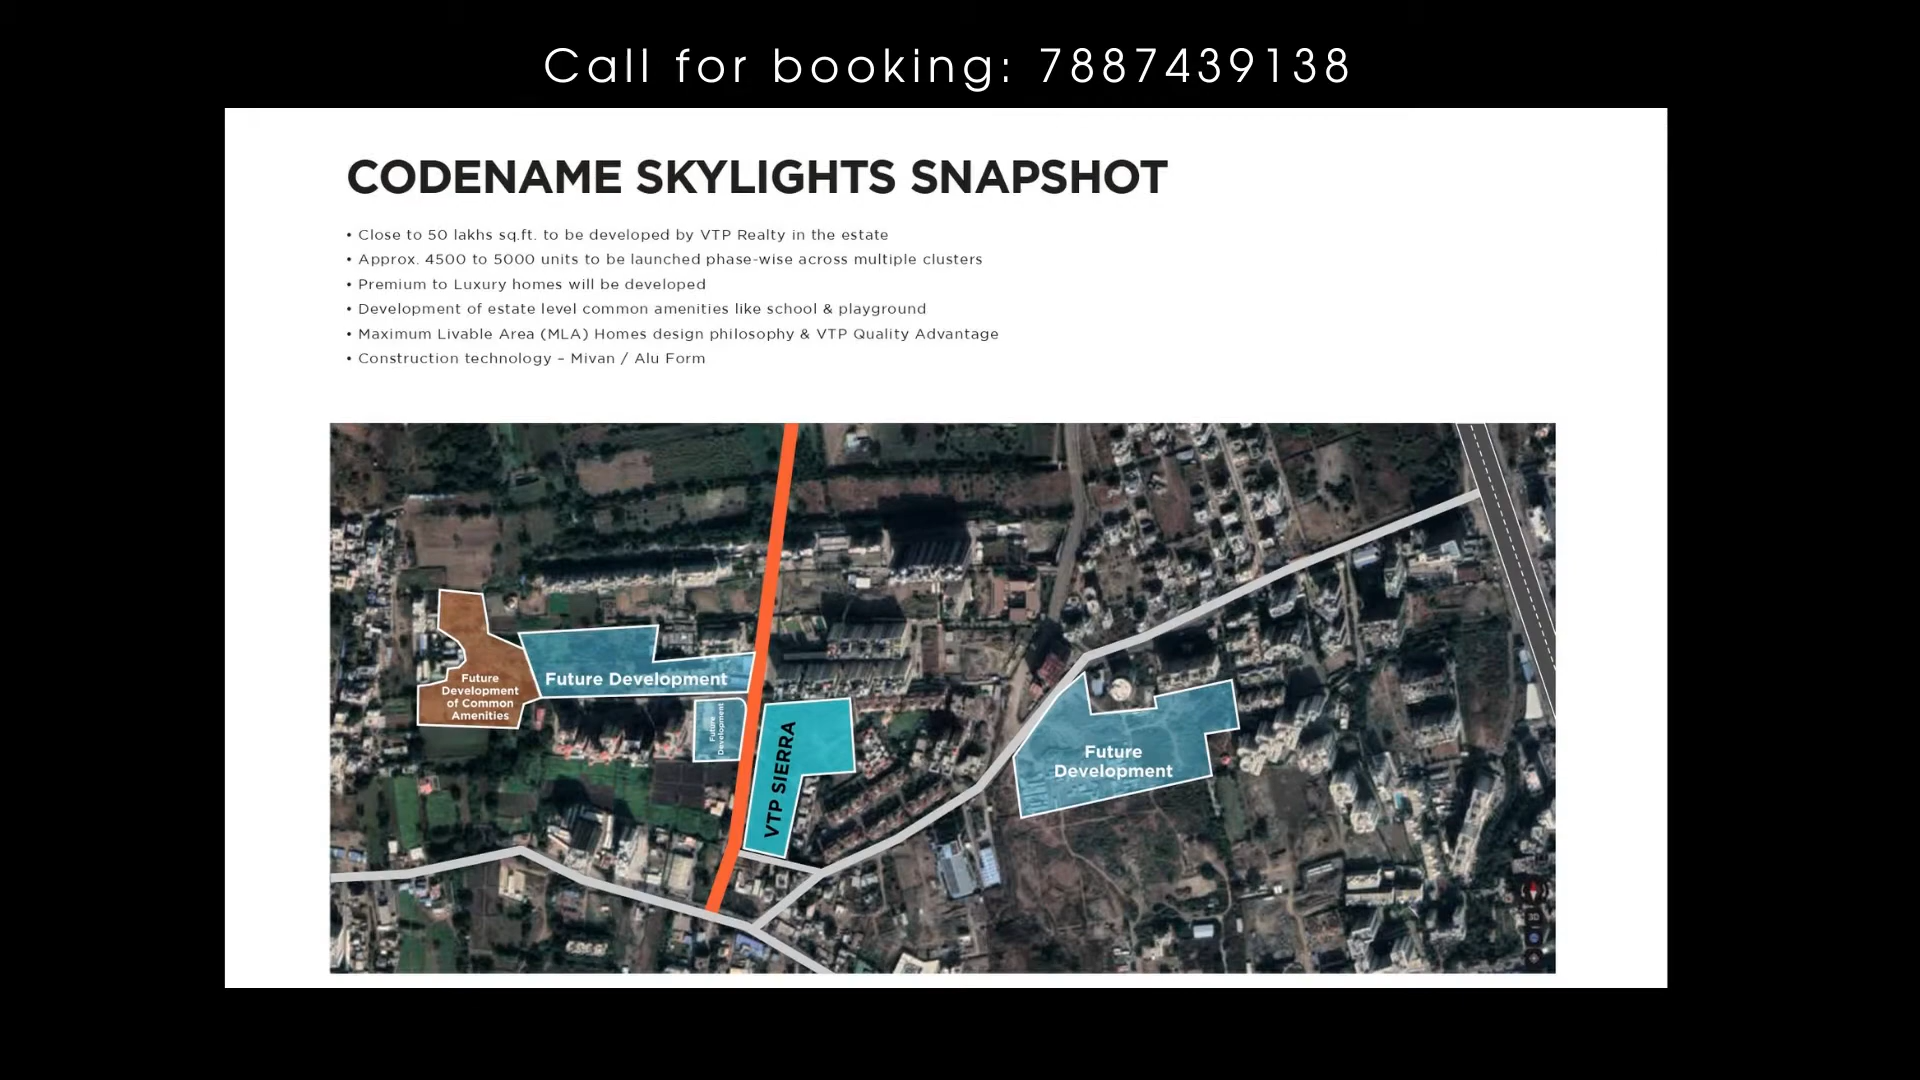 Call for booking: 7887439138
CODENAME SKYLIGHTS SNAPSHOT
• Close to 50 lakhs sq.ft. to be developed by VTP Realty in the estate
• Approx. 4500 to 5000 units to be launched phase-wise across multiple clusters
• Premium to Luxury homes will be developed
• Development of estate level common amenities like school & playground
• Maximum Livable Area (MLA) Homes design philosophy & VTP Quality Advantage
• Construction technology – Mivan / Alu Form
Future
Development
of Common
Amenities
Future Development
Future
Development
VTP SIERRA
Future
Development
3D